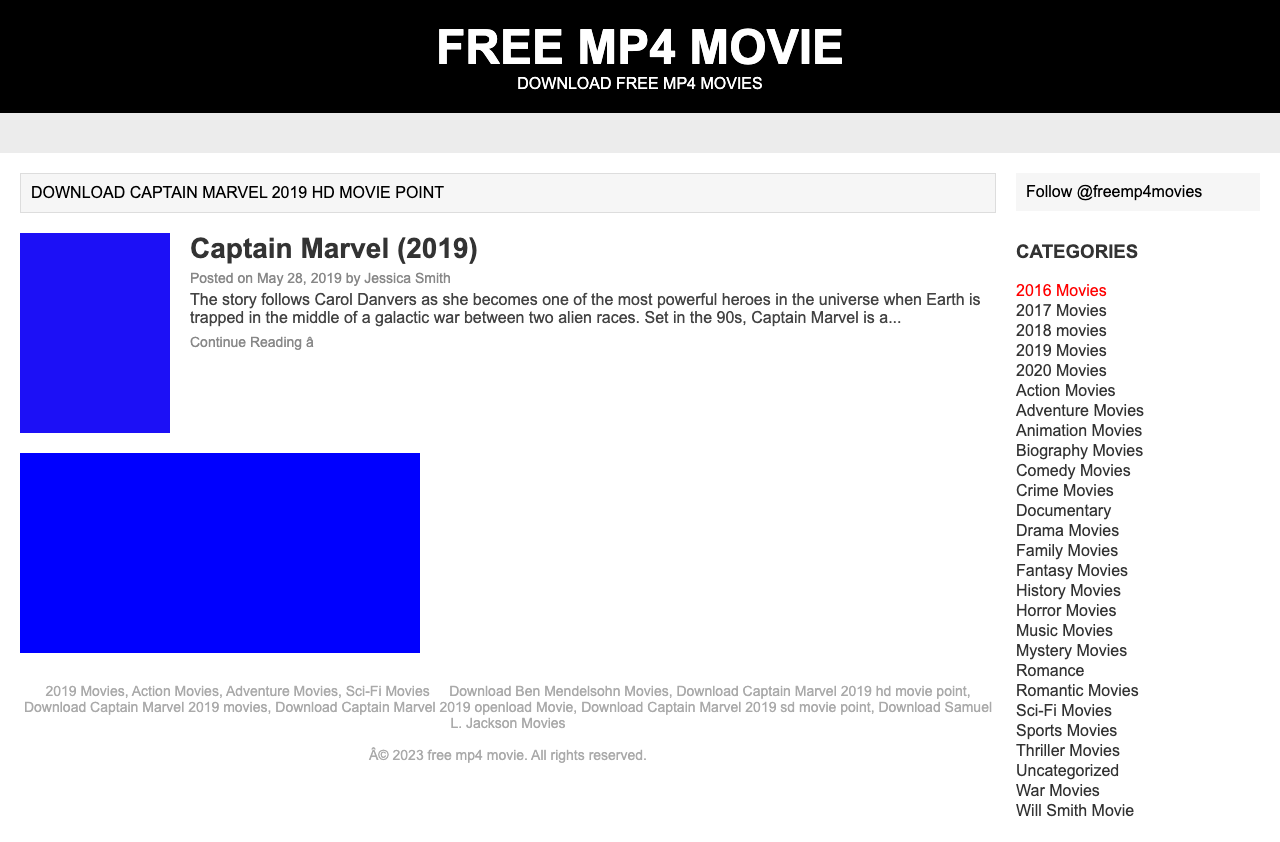 FREE MP4 MOVIE
DOWNLOAD FREE MP4 MOVIES
DOWNLOAD CAPTAIN MARVEL 2019 HD MOVIE POINT
Captain Marvel (2019)
Posted on May 28, 2019 by Jessica Smith
The story follows Carol Danvers as she becomes one of the most powerful heroes in the universe when Earth is
trapped in the middle of a galactic war between two alien races. Set in the 90s, Captain Marvel is a...
Continue Reading â
2019 Movies, Action Movies, Adventure Movies, Sci-Fi Movies Download Ben Mendelsohn Movies, Download Captain Marvel 2019 hd movie point,
Download Captain Marvel 2019 movies, Download Captain Marvel 2019 openload Movie, Download Captain Marvel 2019 sd movie point, Download Samuel
L. Jackson Movies
Â© 2023 free mp4 movie. All rights reserved.
Follow @freemp4movies
CATEGORIES
2016 Movies
2017 Movies
2018 movies
2019 Movies
2020 Movies
Action Movies
Adventure Movies
Animation Movies
Biography Movies
Comedy Movies
Crime Movies
Documentary
Drama Movies
Family Movies
Fantasy Movies
History Movies
Horror Movies
Music Movies
Mystery Movies
Romance
Romantic Movies
Sci-Fi Movies
Sports Movies
Thriller Movies
Uncategorized
War Movies
Will Smith Movie